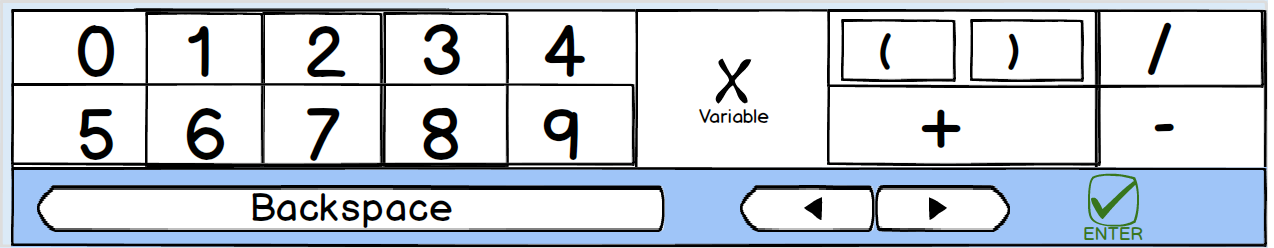 0 1 2 3 4 ( ) /
X
Variable
5 6 7 8 9 + -
Backspace
ENTER